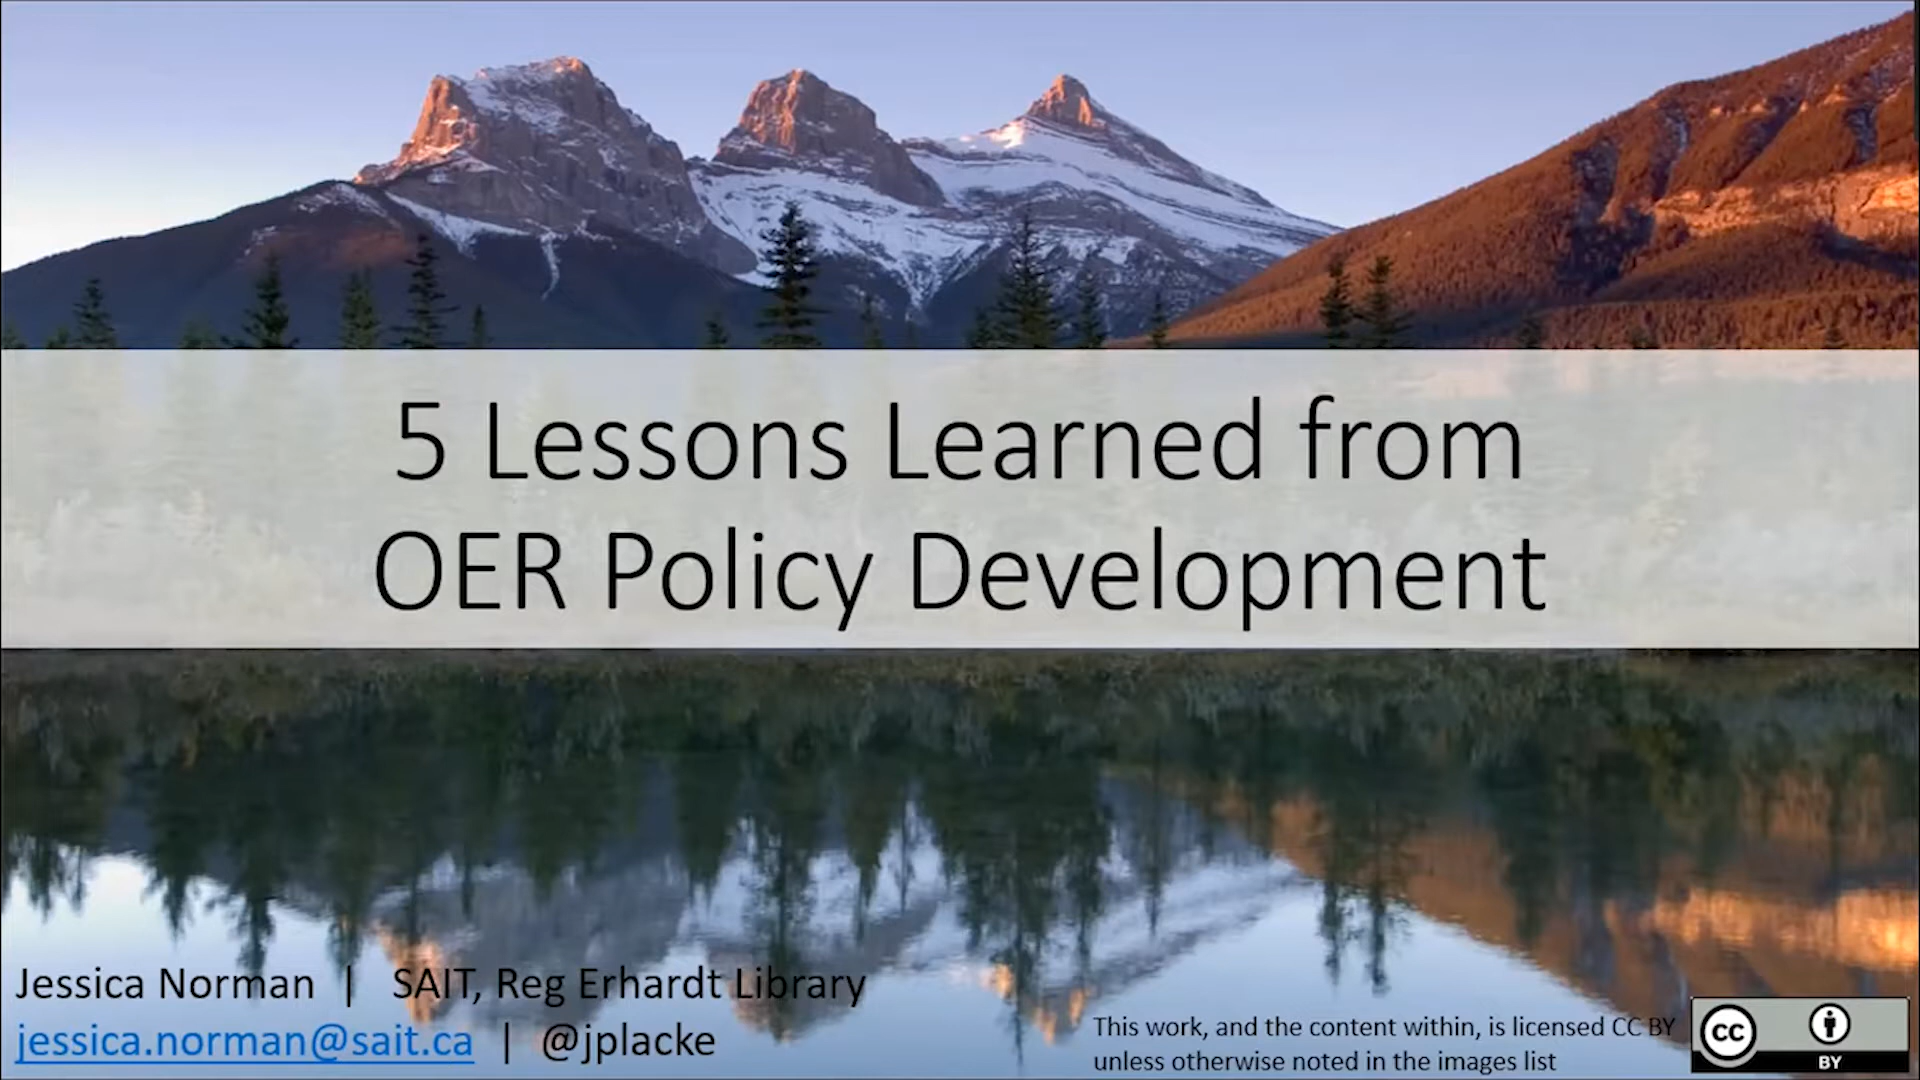 5 Lessons Learned from
OER Policy Development
Jessica Norman | SAIT, Reg Erhardt Library
jessica.norman@sait.ca | @jplacke
This work, and the content within, is licensed CC BY
unless otherwise noted in the images list
cc
BY